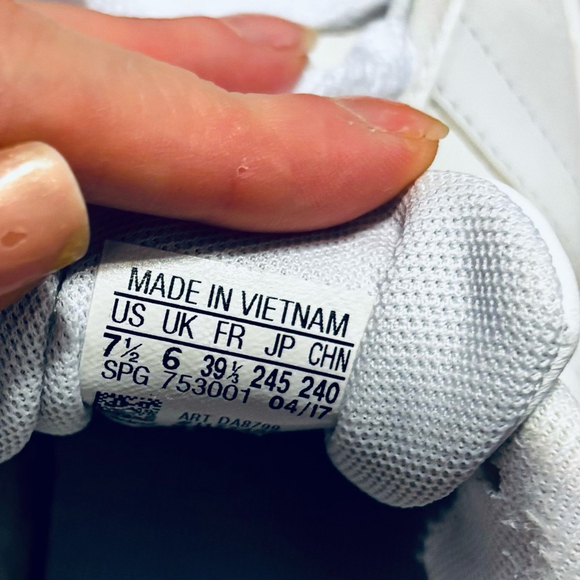 MADE IN VIETNAM
US UK FR JP CHN
7½ 6 39⅓ 245 240
SPG 753001 04/17
ART